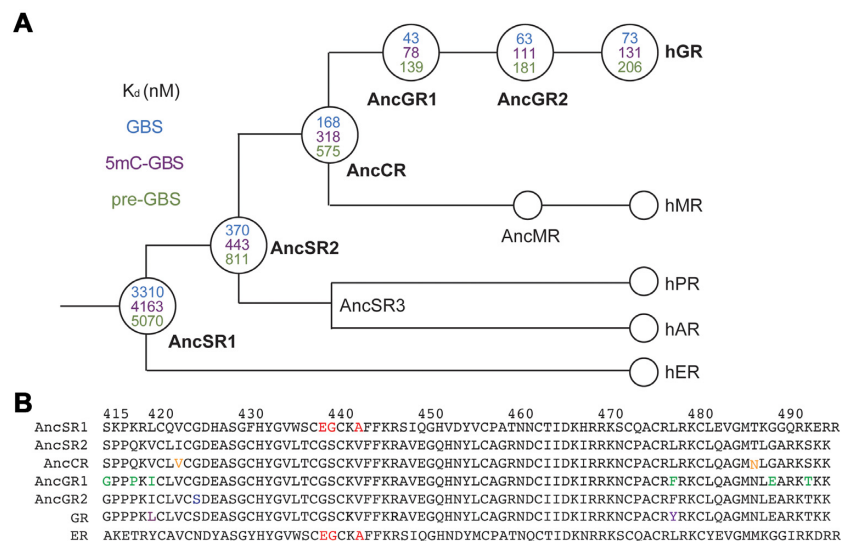 A
43
78
139
63
111
181
73
131
206
hGR
AncGR1
AncGR2
Kd (nM)
GBS
5mC-GBS
pre-GBS
168
318
575
AncCR
hMR
AncMR
370
443
811
AncSR2
hPR
AncSR3
hAR
3310
4163
5070
AncSR1
hER
B
415 420 430 440 450 460 470 480 490
AncSR1 SKPKRLCQVCGDHASGFHYGVWSCEGCKAFFKRSIQGHVDYVCPATNNCTIDKHRRKSCQACRLRKCLEVGMTKGGQRKERR
AncSR2 SPPQKVCLICGDEASGCHYGVLTCGSCKVFFKRAVEGQHNYLCAGRNDCIIDKIRRKNCPACRLRKCLQAGMTLGARKSKK
AncCR SPPQKVCLVCGDEASGCHYGVLTCGSCKVFFKRAVEGQHNYLCAGRNDCIIDKIRRKNCPACRLRKCLQAGMNLGARKSKK
AncGR1 GPPPKICLVCGDEASGCHYGVLTCGSCKVFFKRAVEGQHNYLCAGRNDCIIDKIRRKNCPACRFRKCLQAGMNLEARKTKK
AncGR2 GPPPKICLVCSDEASGCHYGVLTCGSCKVFFKRAVEGQHNYLCAGRNDCIIDKIRRKNCPACRFRKCLQAGMNLEARKTKK
GR GPPPKLCLVCSDEASGCHYGVLTCGSCKVFFKRAVEGQHNYLCAGRNDCIIDKIRRKNCPACRYRKCLQAGMNLEARKTKK
ER AKETRYCAVCNDYASGYHYGVWSCEGCKAFFKRSIQGHNDYMCPATNQCTIDKNRRKSCQACRLRKCYEVGMMKGGIRKDRR